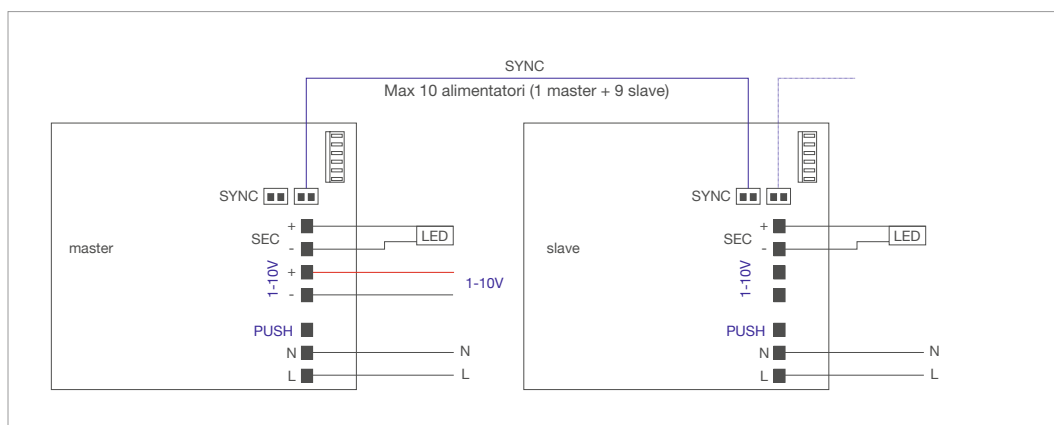 SYNC
Max 10 alimentatori (1 master + 9 slave)
SYNC
+
SEC
-
LED
master
1-10V
+
-
1-10V
PUSH
N
N
L
L
SYNC
+
SEC
-
LED
slave
1-10V
PUSH
N
N
L
L